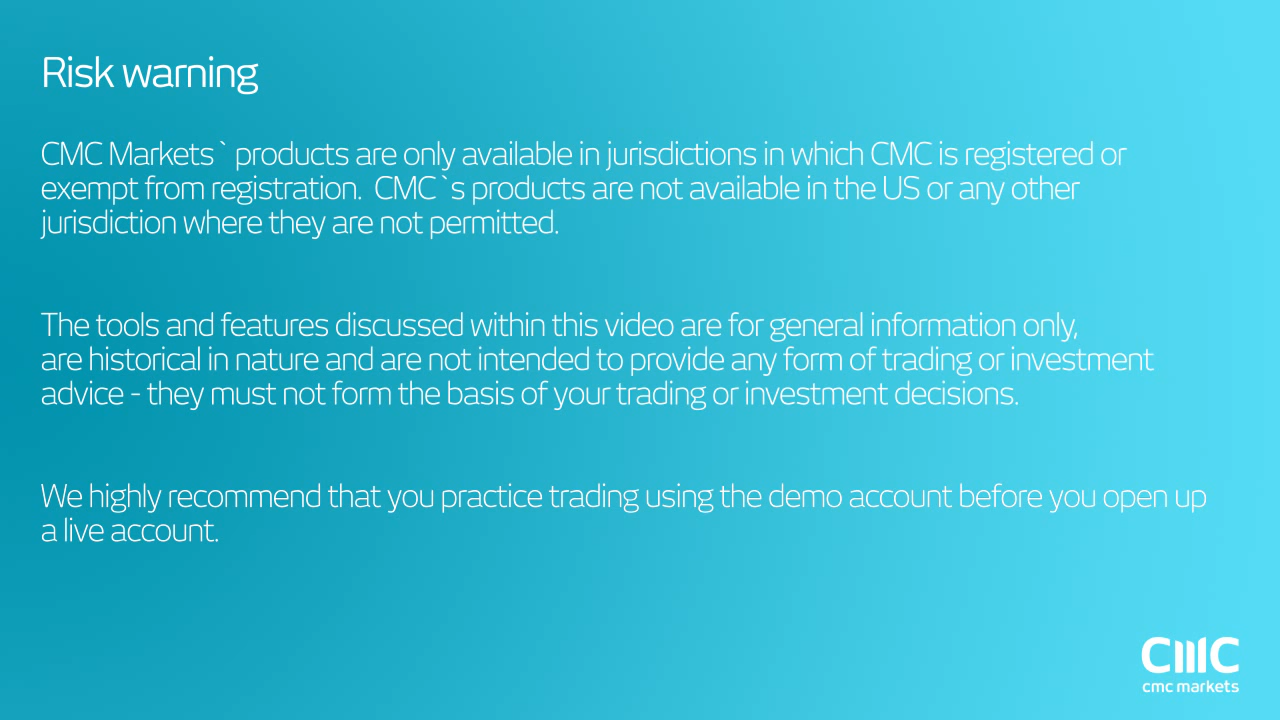 Risk warning
CMC Markets` products are only available in jurisdictions in which CMC is registered or
exempt from registration.  CMC`s products are not available in the US or any other
jurisdiction where they are not permitted.
The tools and features discussed within this video are for general information only,
are historical in nature and are not intended to provide any form of trading or investment
advice - they must not form the basis of your trading or investment decisions.
We highly recommend that you practice trading using the demo account before you open up
a live account.
CMC
cmc markets